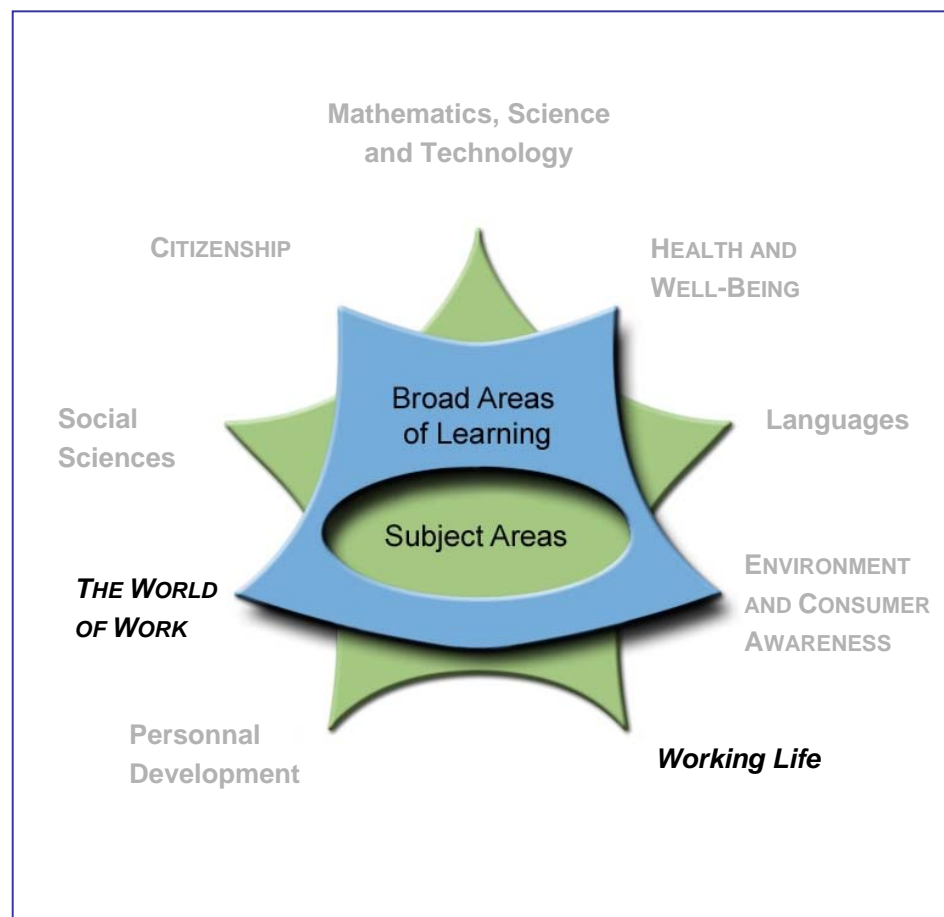 Mathematics, Science
and Technology
CITIZENSHIP
HEALTH AND
WELL-BEING
Broad Areas
of Learning
Social
Sciences
Languages
Subject Areas
THE WORLD
OF WORK
ENVIRONMENT
AND CONSUMER
AWARENESS
Personnal
Development
Working Life